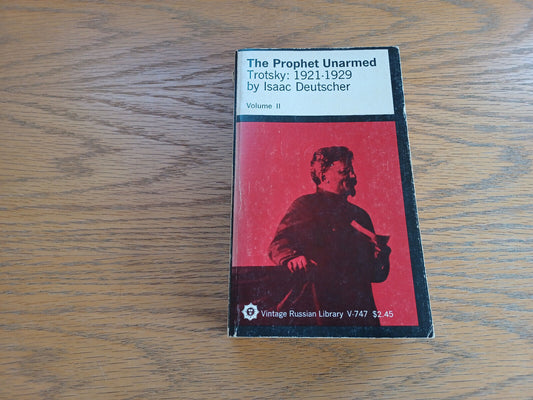 The Prophet Unarmed
Trotsky: 1921-1929
by Isaac Deutscher
Volume II
Vintage Russian Library V-747 $2.45